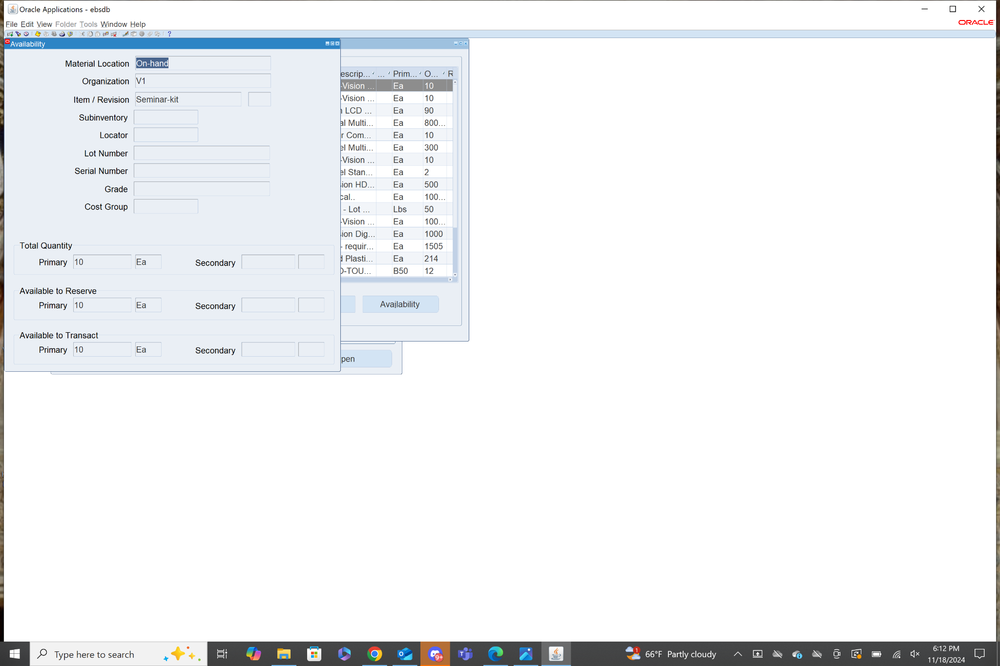 Oracle Applications - ebsdb
File Edit View Folder Tools Window Help
ORACLE
Availability
Material Location On-hand
Organization V1
Item / Revision Seminar-kit
Subinventory
Locator
Lot Number
Serial Number
Grade
Cost Group
Total Quantity
Primary 10 Ea Secondary
Available to Reserve
Primary 10 Ea Secondary
Available to Transact
Primary 10 Ea Secondary
escrip... ... Prim... O... R
-Vision ... Ea 10
-Vision ... Ea 10
LCD ... Ea 90
al Multi... Ea 800...
r Com... Ea 10
el Multi... Ea 300
-Vision ... Ea 10
el Stan... Ea 2
ion HD... Ea 500
cal.. Ea 100...
- Lot ... Lbs 50
-Vision ... Ea 100...
ion Dig... Ea 1000
- requir... Ea 1505
d Plasti... Ea 214
-TOU... B50 12
Availability
pen
Type here to search
9+
1
66°F Partly cloudy
6:12 PM
11/18/2024